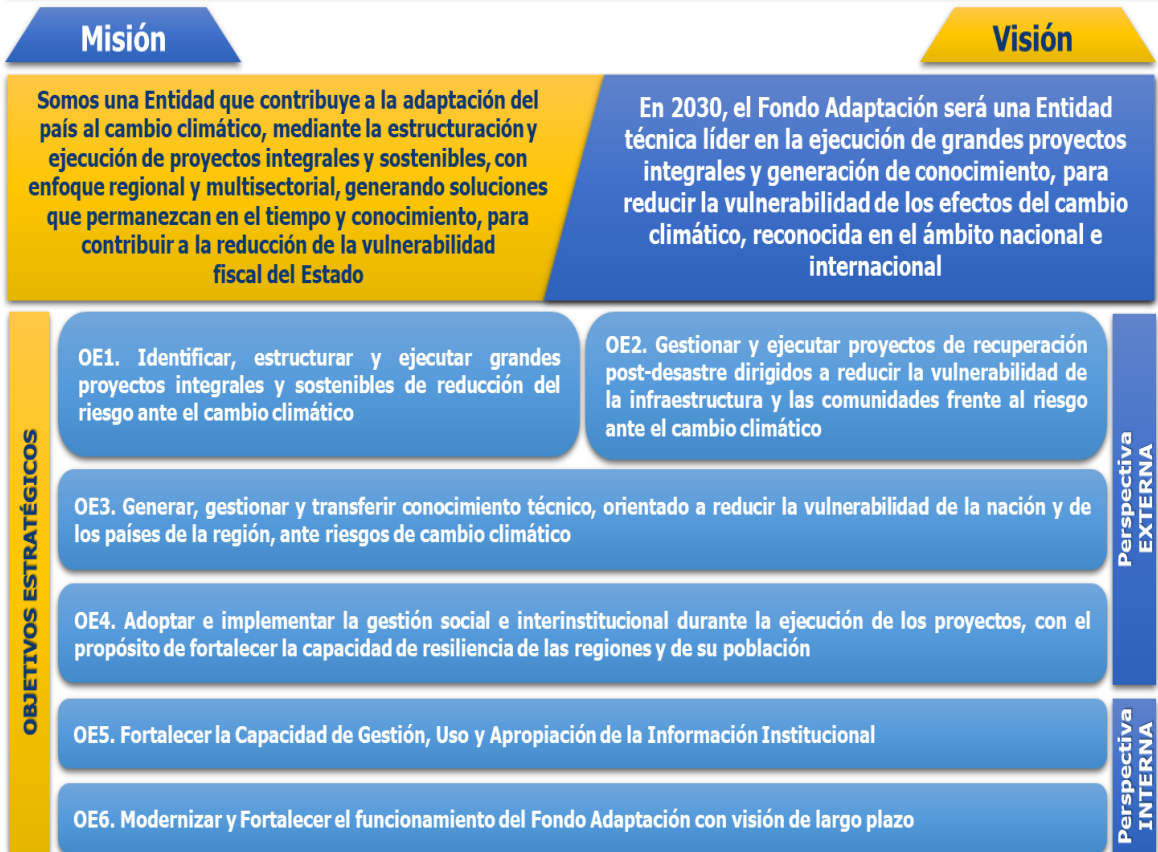 Misión
Visión
Somos una Entidad que contribuye a la adaptación del
país al cambio climático, mediante la estructuración y
ejecución de proyectos integrales y sostenibles, con
enfoque regional y multisectorial, generando soluciones
que permanezcan en el tiempo y conocimiento, para
contribuir a la reducción de la vulnerabilidad
fiscal del Estado
En 2030, el Fondo Adaptación será una Entidad
técnica líder en la ejecución de grandes proyectos
integrales y generación de conocimiento, para
reducir la vulnerabilidad de los efectos del cambio
climático, reconocida en el ámbito nacional e
internacional
OBJETIVOS ESTRATÉGICOS
OE1. Identificar, estructurar y ejecutar grandes
proyectos integrales y sostenibles de reducción del
riesgo ante el cambio climático
OE2. Gestionar y ejecutar proyectos de recuperación
post-desastre dirigidos a reducir la vulnerabilidad de
la infraestructura y las comunidades frente al riesgo
ante el cambio climático
OE3. Generar, gestionar y transferir conocimiento técnico, orientado a reducir la vulnerabilidad de la nación y de
los países de la región, ante riesgos de cambio climático
OE4. Adoptar e implementar la gestión social e interinstitucional durante la ejecución de los proyectos, con el
propósito de fortalecer la capacidad de resiliencia de las regiones y de su población
Perspectiva
EXTERNA
OE5. Fortalecer la Capacidad de Gestión, Uso y Apropiación de la Información Institucional
OE6. Modernizar y Fortalecer el funcionamiento del Fondo Adaptación con visión de largo plazo
Perspectiva
INTERNA